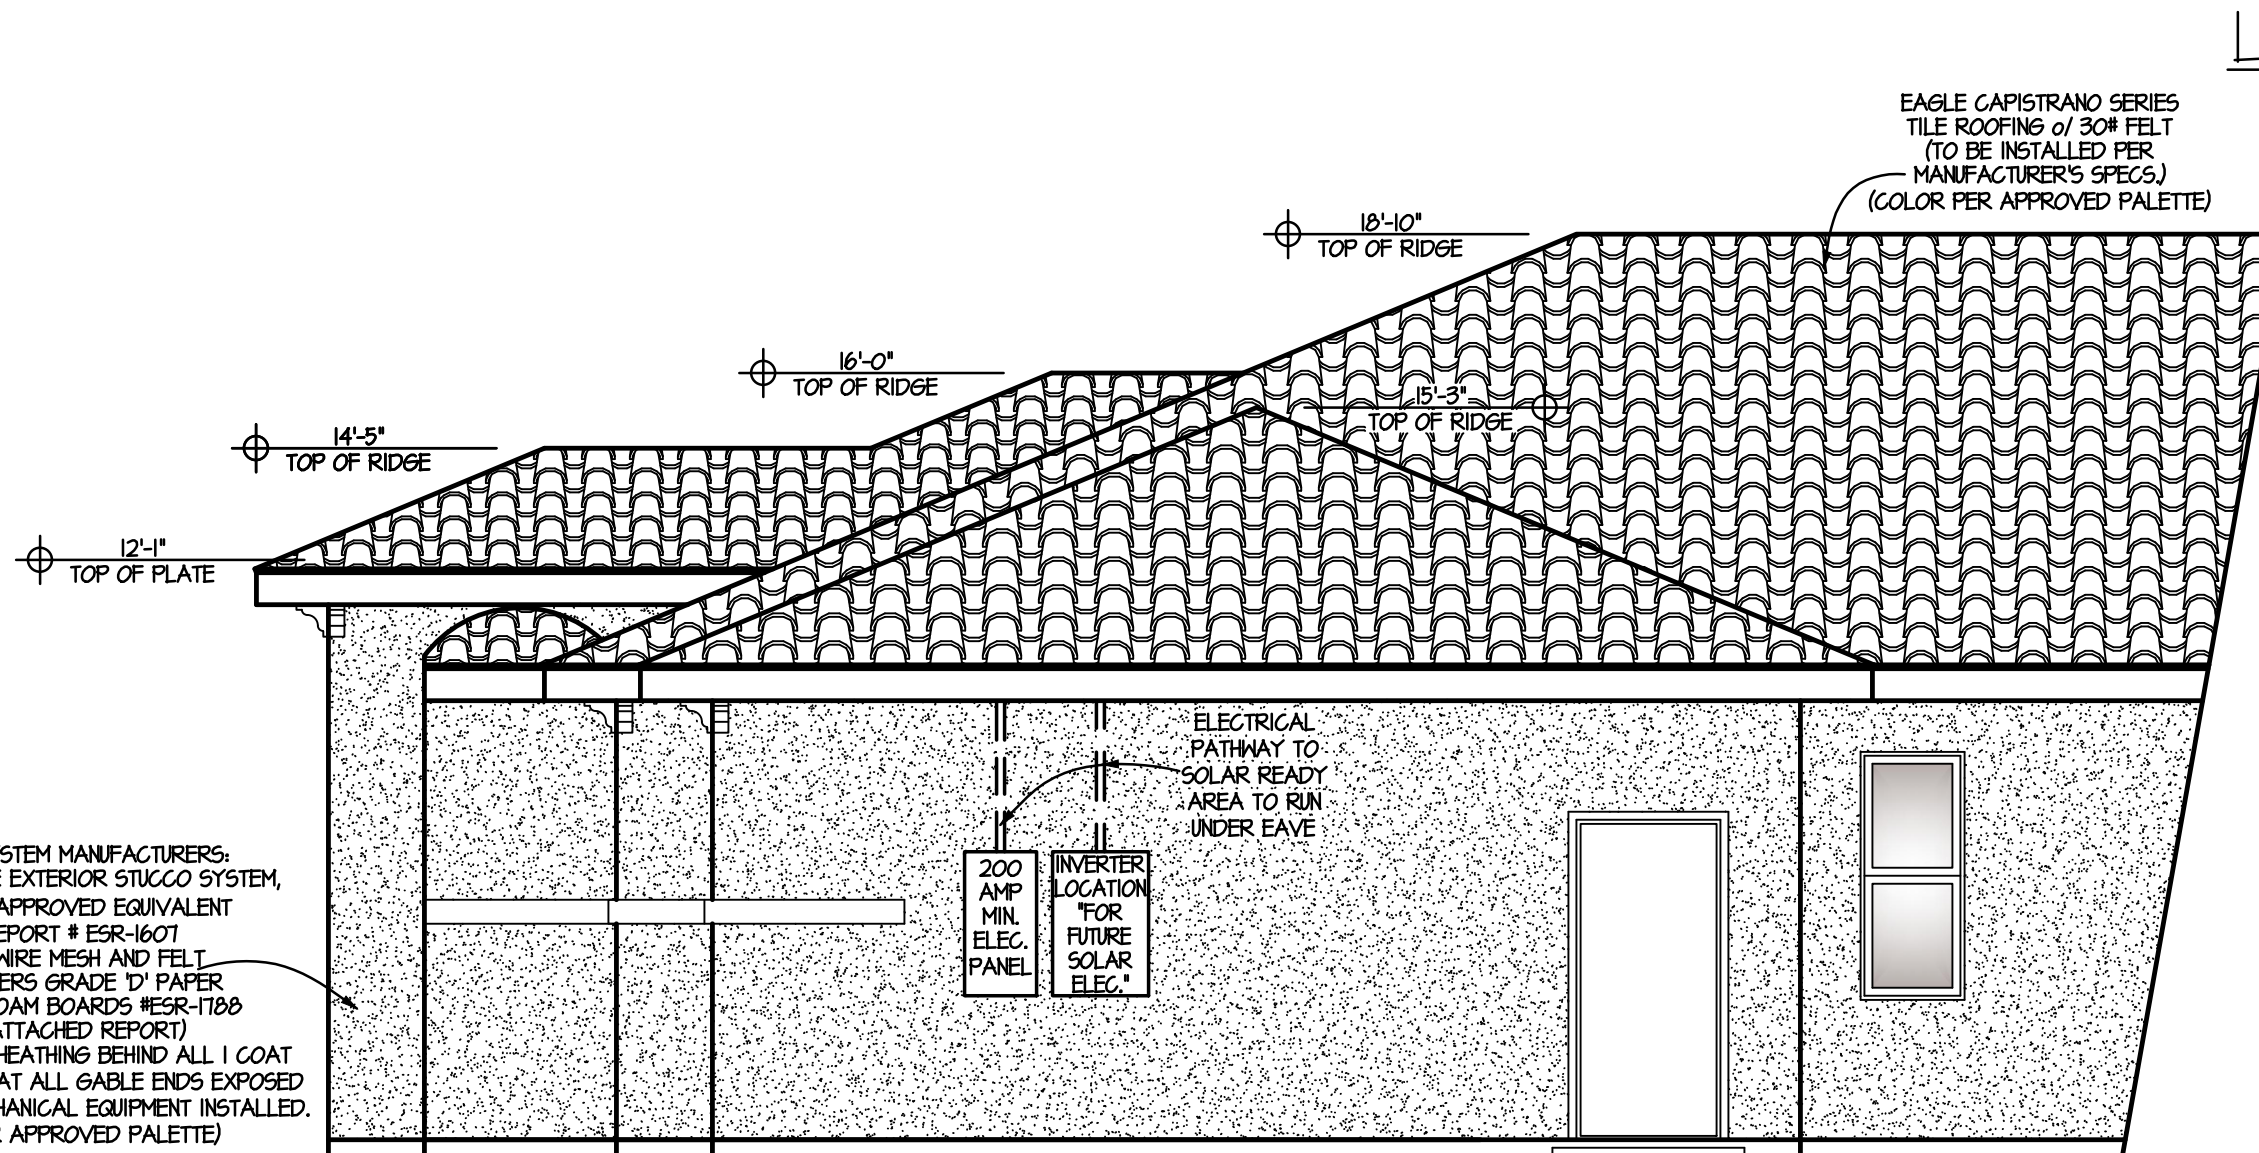 EAGLE CAPISTRANO SERIES
TILE ROOFING o/ 30# FELT
(TO BE INSTALLED PER
MANUFACTURER'S SPECS.)
(COLOR PER APPROVED PALETTE)
18'-10"
TOP OF RIDGE
16'-0"
TOP OF RIDGE
15'-3"
TOP OF RIDGE
14'-5"
TOP OF RIDGE
12'-1"
TOP OF PLATE
ELECTRICAL
PATHWAY TO
SOLAR READY
AREA TO RUN
UNDER EAVE
200
AMP
MIN.
ELEC.
PANEL
INVERTER
LOCATION
"FOR
FUTURE
SOLAR
ELEC."
STEM MANUFACTURERS:
EXTERIOR STUCCO SYSTEM,
APPROVED EQUIVALENT
EPORT # ESR-1607
WIRE MESH AND FELT
ERS GRADE 'D' PAPER
OAM BOARDS #ESR-1788
ATTACHED REPORT)
HEATHING BEHIND ALL 1 COAT
AT ALL GABLE ENDS EXPOSED
HANICAL EQUIPMENT INSTALLED.
R APPROVED PALETTE)